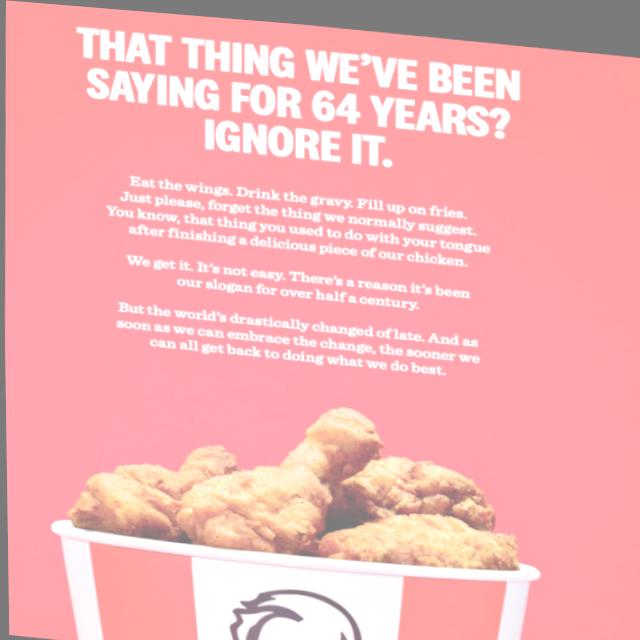 THAT THING WE'VE BEEN
SAYING FOR 64 YEARS?
IGNORE IT.
Eat the wings. Drink the gravy. Fill up on fries.
Just please, forget the thing we normally suggest.
You know, that thing you used to do with your tongue
after finishing a delicious piece of our chicken.
We get it. It's not easy. There's a reason it's been
our slogan for over half a century.
But the world's drastically changed of late. And as
soon as we can embrace the change, the sooner we
can all get back to doing what we do best.